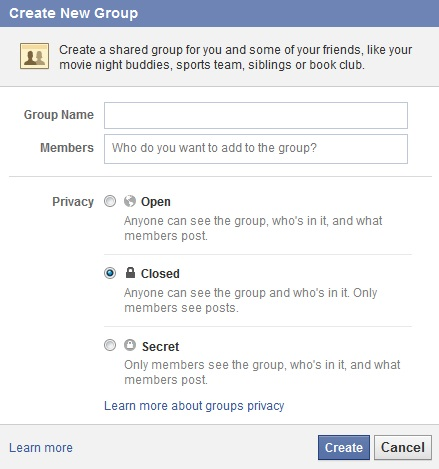 Create New Group
Create a shared group for you and some of your friends, like your
movie night buddies, sports team, siblings or book club.
Group Name
Members Who do you want to add to the group?
Privacy Open
Anyone can see the group, who's in it, and what
members post.
Closed
Anyone can see the group and who's in it. Only
members see posts.
Secret
Only members see the group, who's in it, and what
members post.
Learn more about groups privacy
Learn more Create Cancel